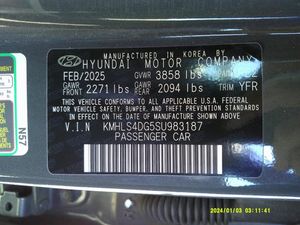 MANUFACTURED IN KOREA BY
HYUNDAI MOTOR COMPANY
FEB/2025 GVWR 3858 lbs
GAWR FRONT 2271 lbs GAWR REAR 2094 lbs TRIM YFR
THIS VEHICLE CONFORMS TO ALL APPLICABLE FEDERAL
MOTOR VEHICLE SAFETY, BUMPER, AND THEFT PREVENTION STANDARDS
IN EFFECT ON THE DATE OF MANUFACTURE SHOWN ABOVE.
V.I.N KMHLS4DG5SU983187
PASSENGER CAR
N57
2024/01/03 03:11:41